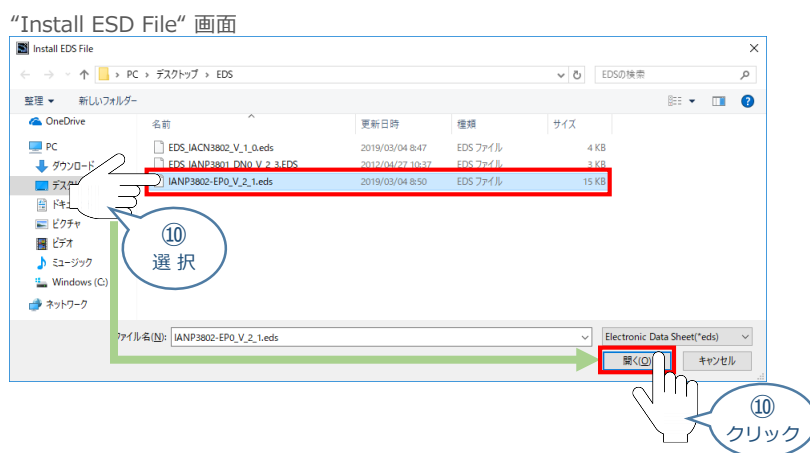 “Install ESD File“ 画面
Install EDS File
PC › デスクトップ › EDS
EDSの検索
整理 新しいフォルダー
名前 更新日時 種類 サイズ
OneDrive
PC
ダウンロード
デスク
ドキュ
ピクチャ
ビデオ
ミュージック
Windows (C:)
ネットワーク
EDS_IACN3802_V_1_0.eds 2019/03/04 8:47 EDS ファイル 4 KB
EDS_IANP3801_DN0_V_2_3.EDS 2012/04/27 10:37 EDS ファイル 3 KB
IANP3802-EP0_V_2_1.eds 2019/03/04 8:50 EDS ファイル 15 KB
⑩
選 択
ファイル名(N): IANP3802-EP0_V_2_1.eds Electronic Data Sheet(*eds)
開く(O) キャンセル
⑩
クリック